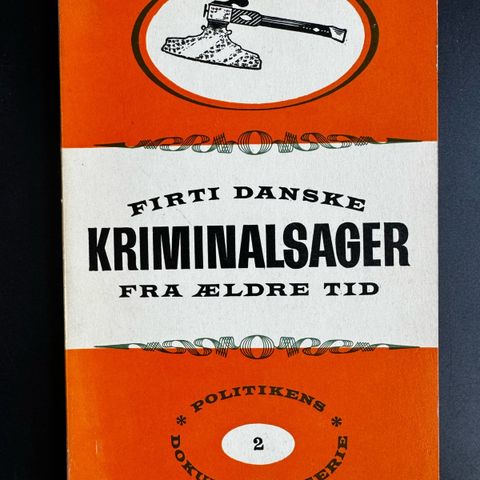 FIRTI DANSKE
KRIMINALSAGER
FRA ÆLDRE TID
* POLITIKENS *
2